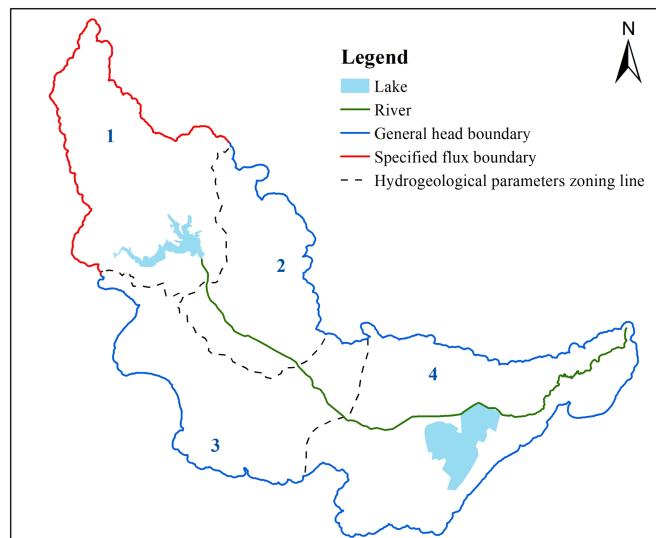 N
Legend
Lake
River
General head boundary
Specified flux boundary
Hydrogeological parameters zoning line
1
2
3
4